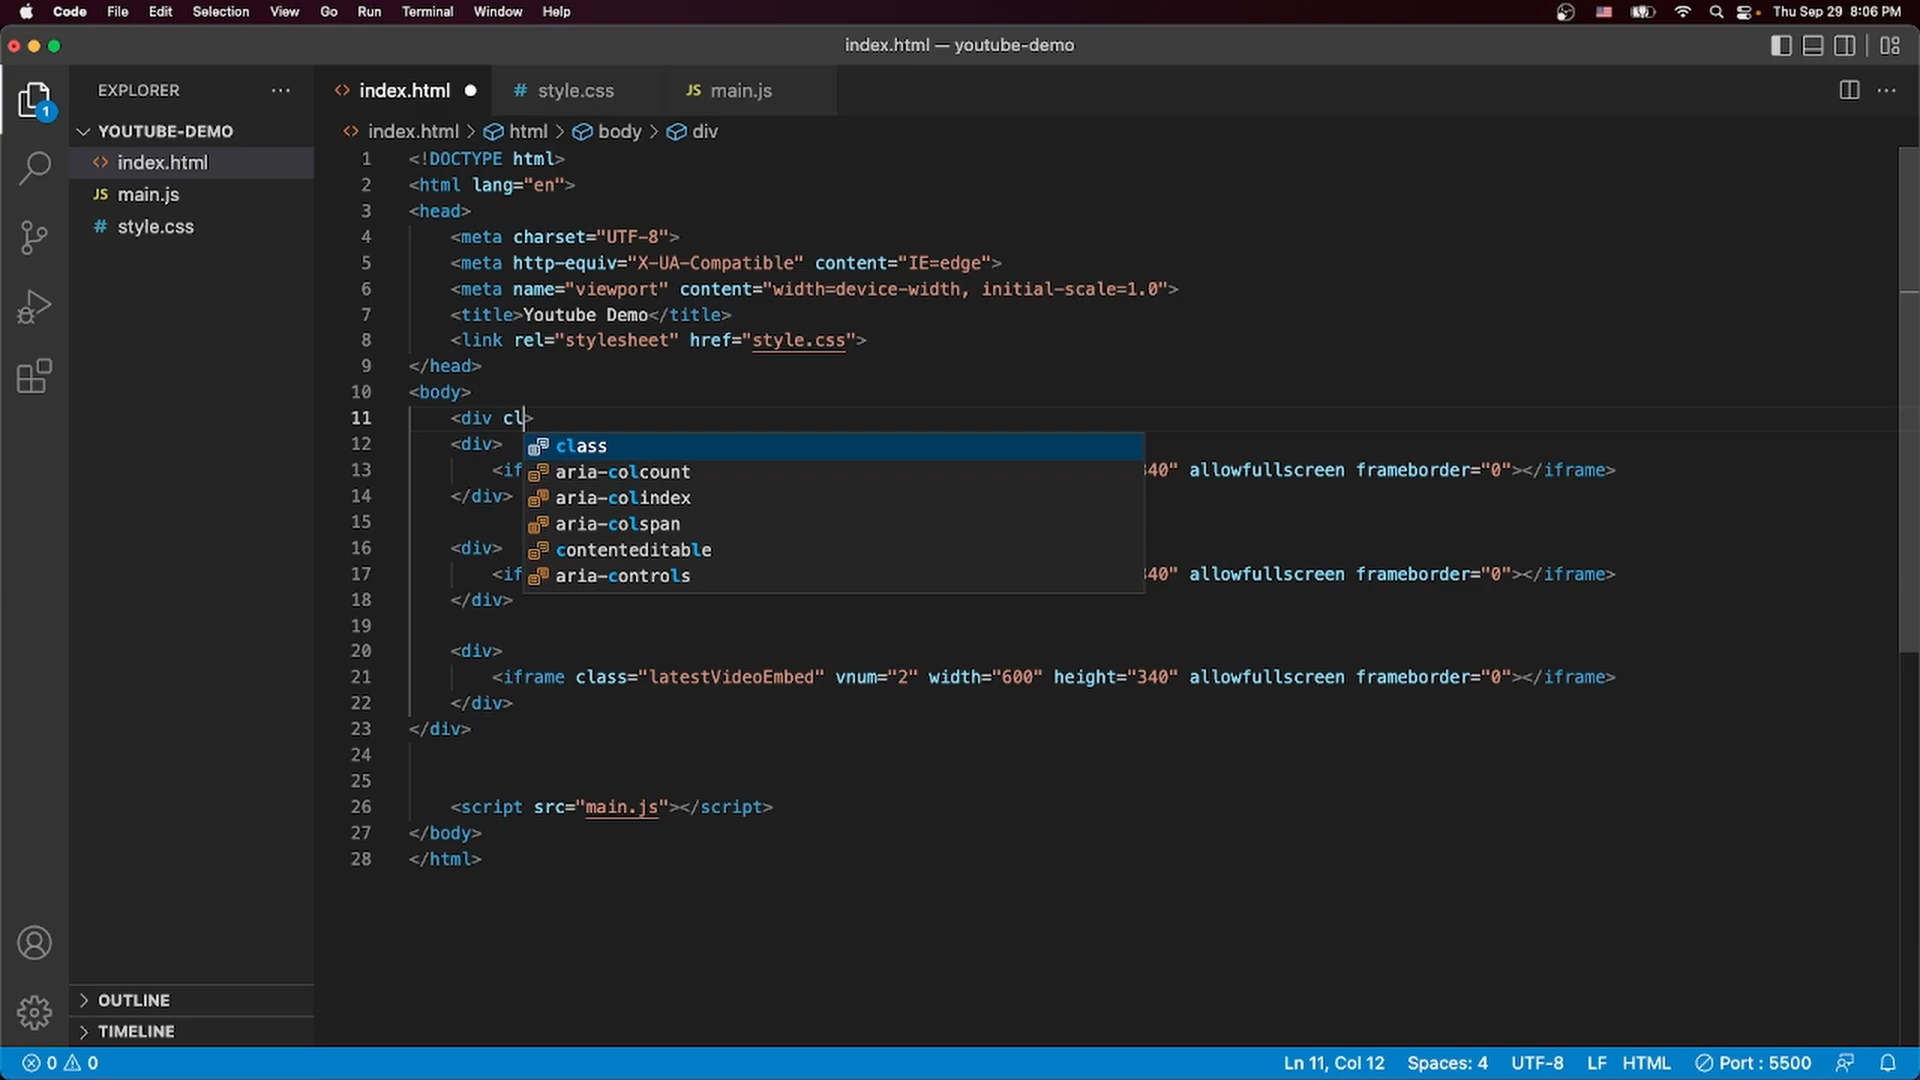 Code File Edit Selection View Go Run Terminal Window Help Thu Sep 29 8:06 PM
index.html — youtube-demo
EXPLORER
1
YOUTUBE-DEMO
index.html
JS main.js
# style.css
OUTLINE
TIMELINE
index.html # style.css JS main.js
index.html > html > body > div
1 <!DOCTYPE html>
2 <html lang="en">
3 <head>
4 <meta charset="UTF-8">
5 <meta http-equiv="X-UA-Compatible" content="IE=edge">
6 <meta name="viewport" content="width=device-width, initial-scale=1.0">
7 <title>Youtube Demo</title>
8 <link rel="stylesheet" href="style.css">
9 </head>
10 <body>
11 <div cl>
12 <div>
13 <if 40" allowfullscreen frameborder="0"></iframe>
14 </div>
15
16 <div>
17 <if 40" allowfullscreen frameborder="0"></iframe>
18 </div>
19
20 <div>
21 <iframe class="latestVideoEmbed" vnum="2" width="600" height="340" allowfullscreen frameborder="0"></iframe>
22 </div>
23 </div>
24
25
26 <script src="main.js"></script>
27 </body>
28 </html>
class
aria-colcount
aria-colindex
aria-colspan
contenteditable
aria-controls
0 0 Ln 11, Col 12 Spaces: 4 UTF-8 LF HTML Port : 5500